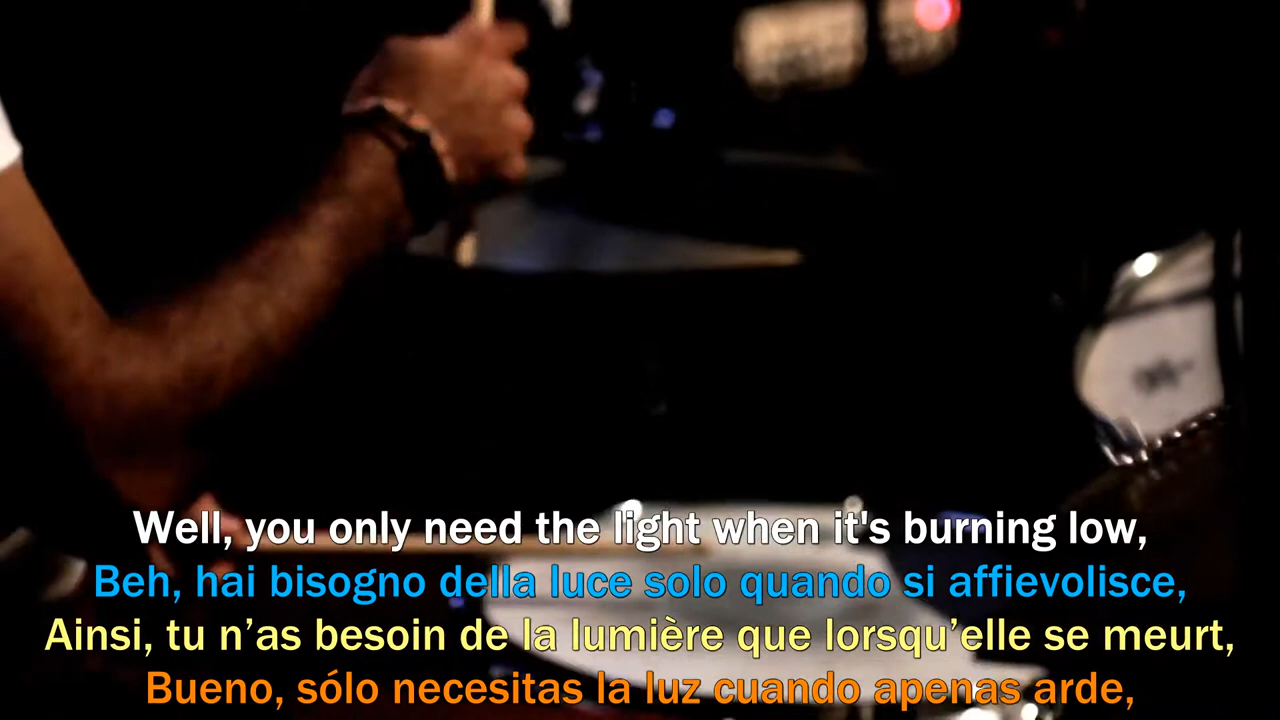 Well, you only need the light when it's burning low,
Beh, hai bisogno della luce solo quando si affievolisce,
Ainsi, tu n’as besoin de la lumière que lorsqu’elle se meurt,
Bueno, sólo necesitas la luz cuando apenas arde,